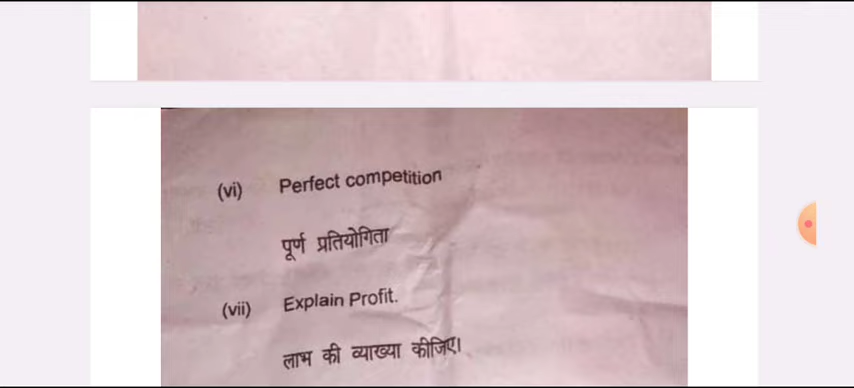 (vi) Perfect competition
पूर्ण प्रतियोगिता
(vii) Explain Profit.
लाभ की व्याख्या कीजिए।